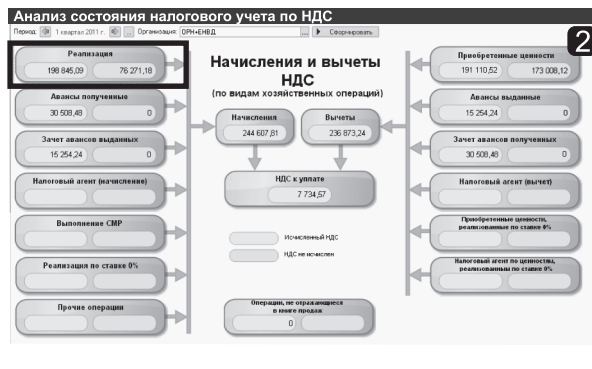 Анализ состояния налогового учета по НДС
Период: 1 квартал 2011 г. ... Организация: ОРН+ЕНВД ... Сформировать
2
Реализация
198 845,09 76 271,18
Авансы полученные
30 508,48 0
Зачет авансов выданных
15 254,24 0
Налоговый агент (начисление)
Выполнение СМР
Реализация по ставке 0%
Прочие операции
Начисления и вычеты
НДС
(по видам хозяйственных операций)
Начисления
244 607,81
Вычеты
236 873,24
НДС к уплате
7 734,57
Исчисленный НДС
НДС не исчислен
Операции, не отражающиеся
в книге продаж
0
Приобретенные ценности
191 110,52 173 008,12
Авансы выданные
15 254,24 0
Зачет авансов полученных
30 508,48 0
Налоговый агент (вычет)
Приобретенные ценности,
реализованные по ставке 0%
Налоговый агент по ценностям,
реализованным по ставке 0%